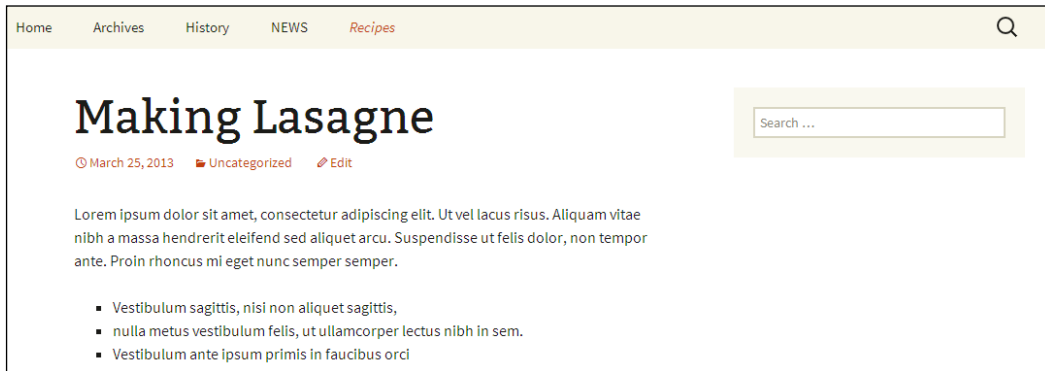 Home Archives History NEWS Recipes
Making Lasagne
Search ...
March 25, 2013 Uncategorized Edit
Lorem ipsum dolor sit amet, consectetur adipiscing elit. Ut vel lacus risus. Aliquam vitae
nibh a massa hendrerit eleifend sed aliquet arcu. Suspendisse ut felis dolor, non tempor
ante. Proin rhoncus mi eget nunc semper semper.
Vestibulum sagittis, nisi non aliquet sagittis,
nulla metus vestibulum felis, ut ullamcorper lectus nibh in sem.
Vestibulum ante ipsum primis in faucibus orci